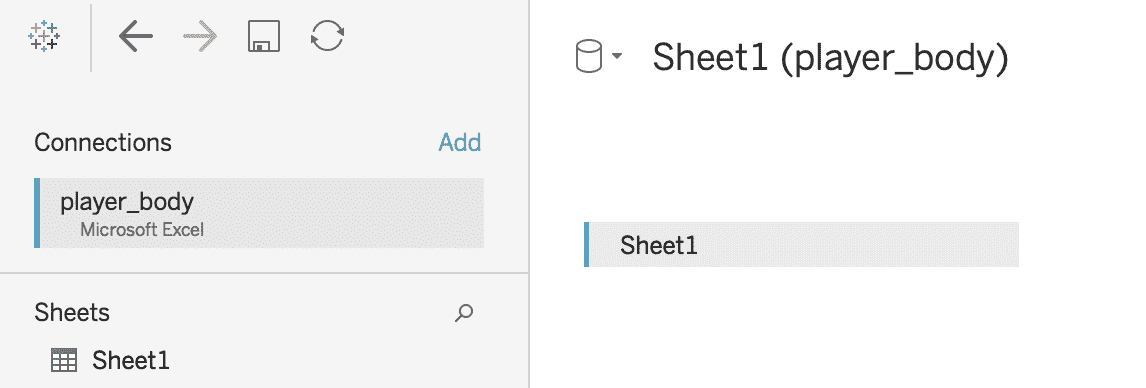 Connections
Add
player_body
Microsoft Excel
Sheets
Sheet1
Sheet1 (player_body)
Sheet1